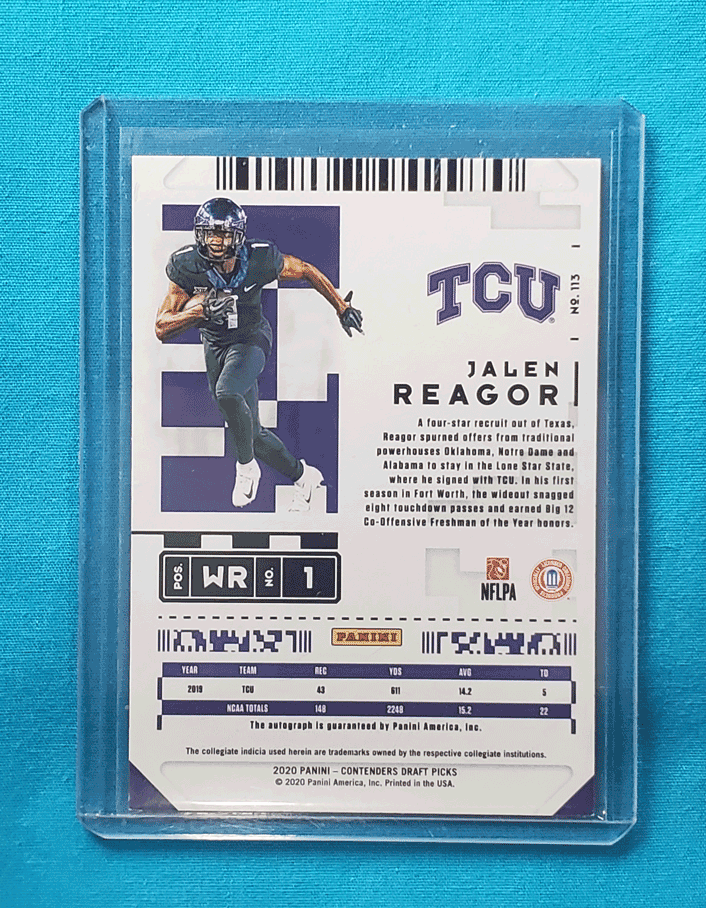 TCU
No. 113
JALEN
REAGOR
A four-star recruit out of Texas,
Reagor spurned offers from traditional
powerhouses Oklahoma, Notre Dame and
Alabama to stay in the Lone Star State,
where he signed with TCU. In his first
season in Fort Worth, the wideout snagged
eight touchdown passes and earned Big 12
Co-Offensive Freshman of the Year honors.
POS. WR NO. 1
NFLPA
PANINI
YEAR TEAM REC YDS AVG TD
2019 TCU 43 611 14.2 5
NCAA TOTALS 148 2248 15.2 22
The autograph is guaranteed by Panini America, Inc.
The collegiate indicia used herein are trademarks owned by the respective collegiate institutions.
2020 PANINI – CONTENDERS DRAFT PICKS
© 2020 Panini America, Inc. Printed in the USA.